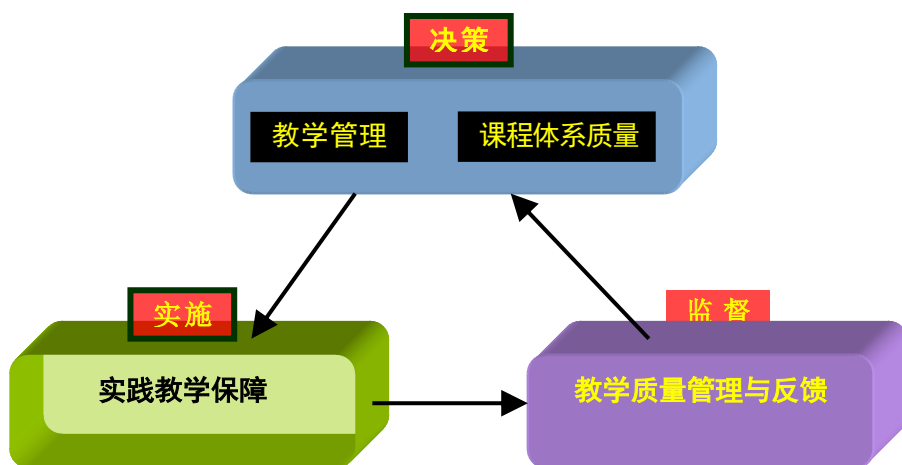 决策
教学管理
课程体系质量
实施
监督
实践教学保障
教学质量管理与反馈